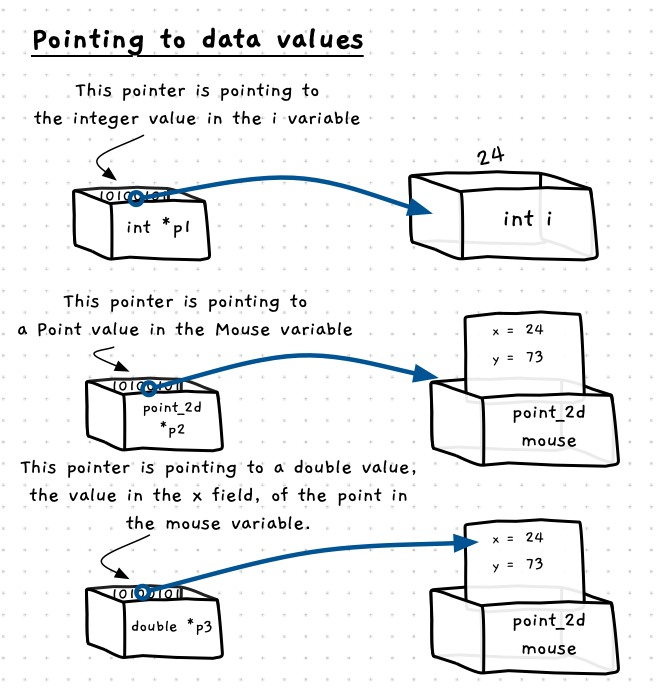 Pointing to data values
This pointer is pointing to
the integer value in the i variable
24
int *p1
int i
This pointer is pointing to
a Point value in the Mouse variable
x = 24
y = 73
point_2d
*p2
point_2d
mouse
This pointer is pointing to a double value,
the value in the x field, of the point in
the mouse variable.
x = 24
y = 73
double *p3
point_2d
mouse